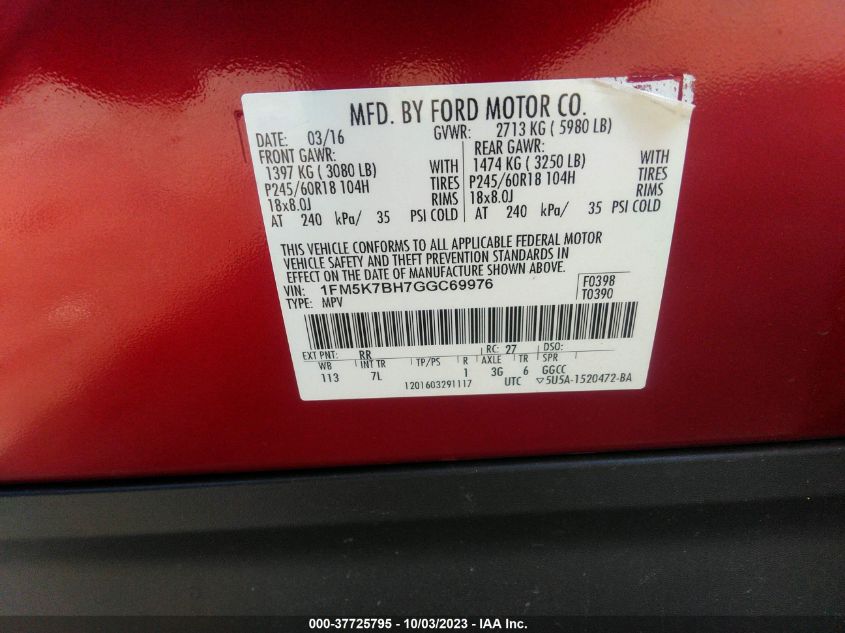 MFD. BY FORD MOTOR CO.
DATE: 03/16 GVWR: 2713 KG ( 5980 LB)
FRONT GAWR: REAR GAWR:
1397 KG ( 3080 LB) WITH 1474 KG ( 3250 LB) WITH
P245/60R18 104H TIRES P245/60R18 104H TIRES
18x8.0J RIMS 18x8.0J RIMS
AT 240 kPa/ 35 PSI COLD AT 240 kPa/ 35 PSI COLD
THIS VEHICLE CONFORMS TO ALL APPLICABLE FEDERAL MOTOR
VEHICLE SAFETY AND THEFT PREVENTION STANDARDS IN
EFFECT ON THE DATE OF MANUFACTURE SHOWN ABOVE.
VIN: 1FM5K7BH7GGC69976 F0398
TYPE: MPV T0390
EXT PNT: RR RC: 27 DSO:
WB INT TR TP/PS R AXLE TR SPR
113 7L 1 3G 6 GGCC
1201603291117 UTC ▽5U5A-1520472-BA
000-37725795 - 10/03/2023 - IAA Inc.